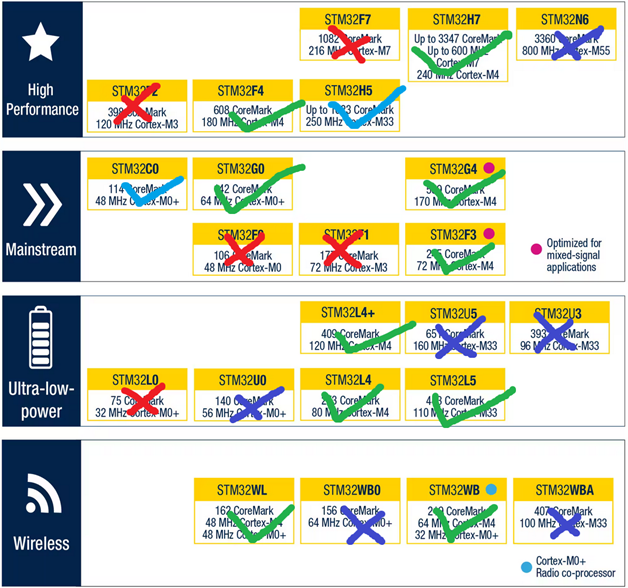 STM32F7
1082 CoreMark
216 MHz Cortex-M7
STM32H7
Up to 3347 CoreMark
Up to 600 MHz
Cortex-M7
240 MHz Cortex-M4
STM32N6
3360 CoreMark
800 MHz Cortex-M55
High
Performance
STM32F2
398 CoreMark
120 MHz Cortex-M3
STM32F4
608 CoreMark
180 MHz Cortex-M4
STM32H5
Up to CoreMark
250 MHz Cortex-M33
Mainstream
STM32C0
114 CoreMark
48 MHz Cortex-M0+
STM32G0
CoreMark
64 MHz Cortex-M0+
STM32G4
CoreMark
170 MHz Cortex-M4
STM32F0
106 CoreMark
48 MHz Cortex-M0
STM32F1
CoreMark
72 MHz Cortex-M3
STM32F3
CoreMark
72 MHz Cortex-M4
Optimized for
mixed-signal
applications
Ultra-low-
power
STM32L4+
409 CoreMark
120 MHz Cortex-M4
STM32U5
651 CoreMark
160 MHz Cortex-M33
STM32U3
393 CoreMark
96 MHz Cortex-M33
STM32L0
75 CoreMark
32 MHz Cortex-M0+
STM32U0
140 CoreMark
56 MHz Cortex-M0+
STM32L4
CoreMark
80 MHz Cortex-M4
STM32L5
CoreMark
110 MHz Cortex-M33
Wireless
STM32WL
162 CoreMark
48 MHz Cortex-M4
48 MHz Cortex-M0+
STM32WB0
156 CoreMark
64 MHz Cortex-M0+
STM32WB
CoreMark
64 MHz Cortex-M4
32 MHz Cortex-M0+
STM32WBA
407 CoreMark
100 MHz Cortex-M33
Cortex-M0+
Radio co-processor